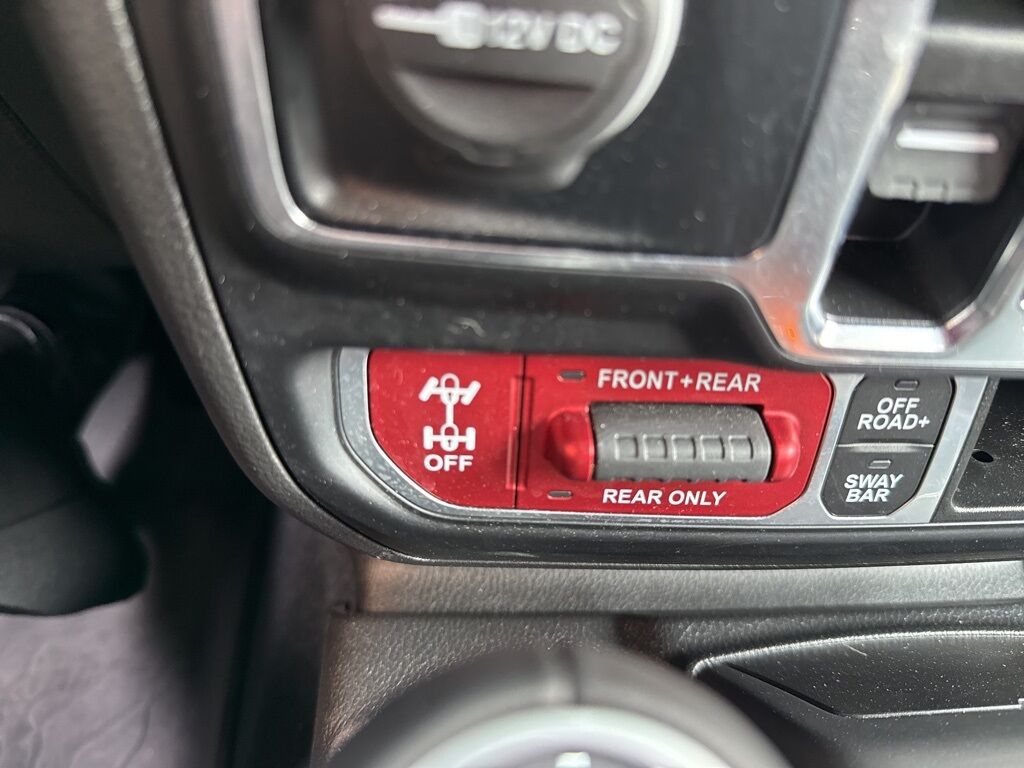 12V DC
FRONT+REAR
OFF
REAR ONLY
OFF
ROAD+
SWAY
BAR